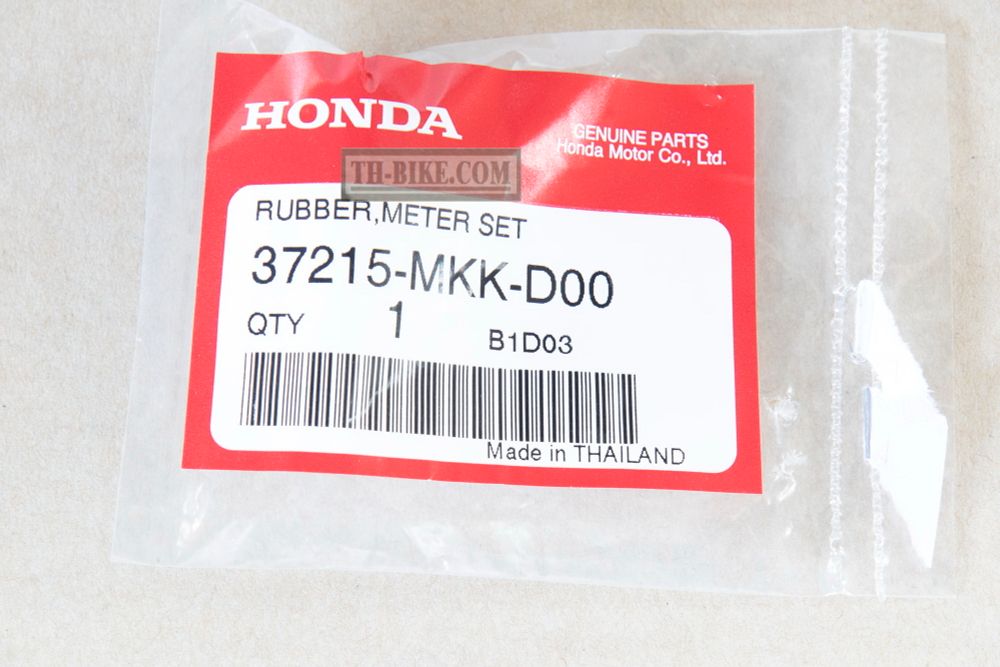 HONDA
GENUINE PARTS
Honda Motor Co., Ltd.
TH-BIKE.COM
RUBBER,METER SET
37215-MKK-D00
QTY 1 B1D03
Made in THAILAND